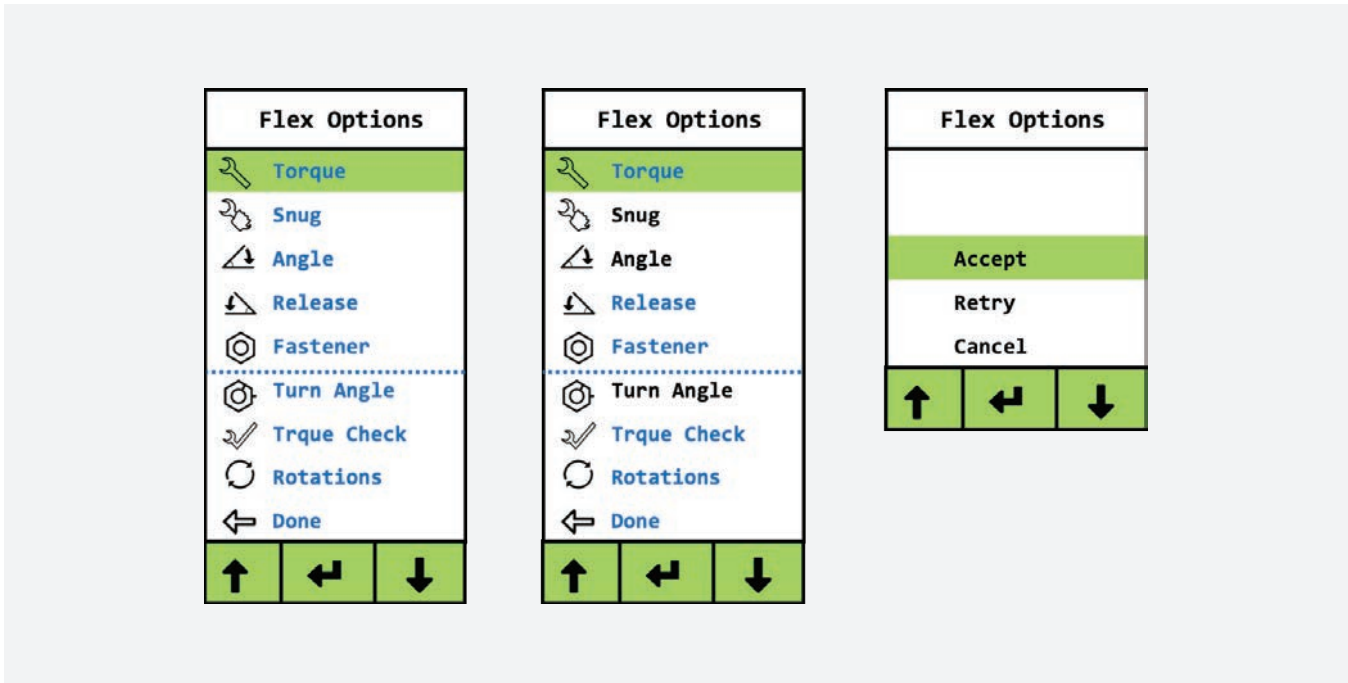 Flex Options
Torque
Snug
Angle
Release
Fastener
Turn Angle
Trque Check
Rotations
Done
Flex Options
Torque
Snug
Angle
Release
Fastener
Turn Angle
Trque Check
Rotations
Done
Flex Options
Accept
Retry
Cancel